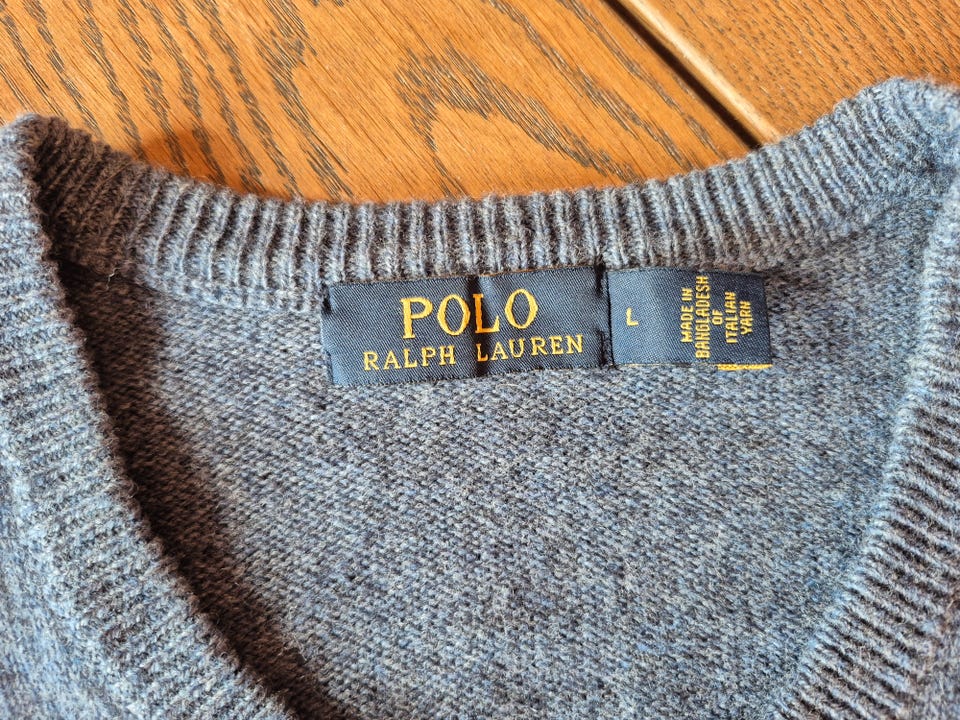 POLO
RALPH LAUREN
L
MADE IN
BANGLADESH
OF
ITALIAN
YARN